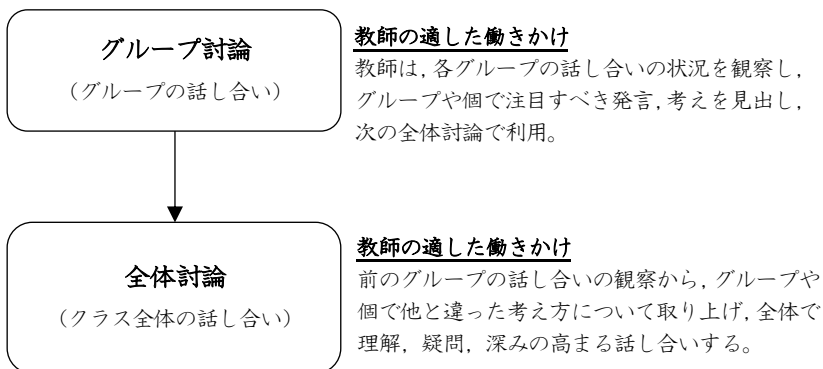 グループ討論
（グループの話し合い）
教師の適した働きかけ
教師は，各グループの話し合いの状況を観察し，
グループや個で注目すべき発言，考えを見出し，
次の全体討論で利用。
全体討論
（クラス全体の話し合い）
教師の適した働きかけ
前のグループの話し合いの観察から，グループや
個で他と違った考え方について取り上げ，全体で
理解，疑問，深みの高まる話し合いする。